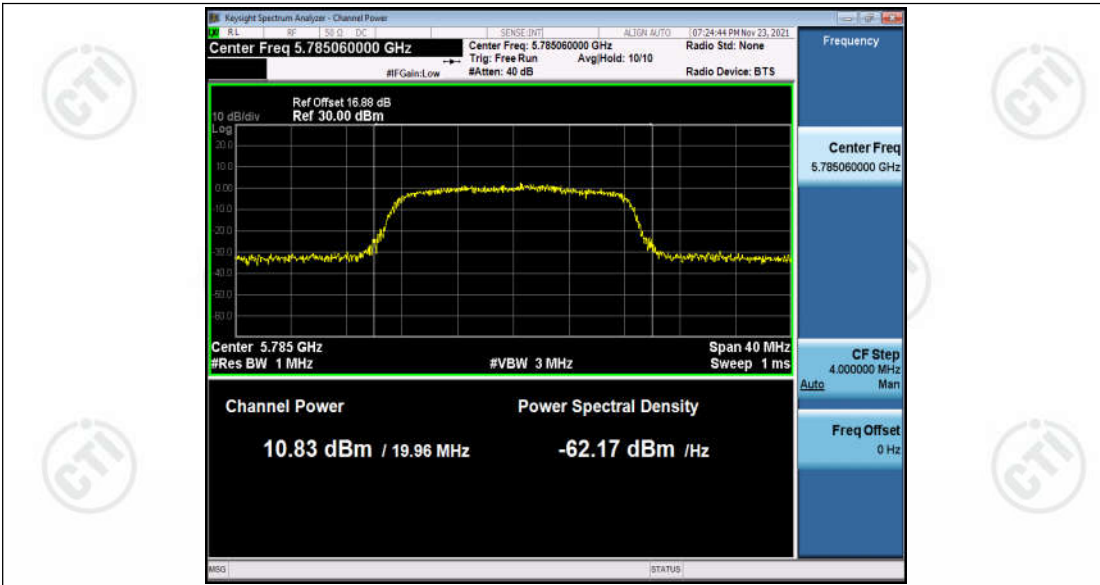 Keysight Spectrum Analyzer - Channel Power
RL RF 50 Ω DC SENSE:INT ALIGN AUTO 07:24:44 PM Nov 23, 2021
Center Freq 5.785060000 GHz
Center Freq: 5.785060000 GHz
Radio Std: None
Trig: Free Run Avg|Hold: 10/10
#IFGain:Low
#Atten: 40 dB
Radio Device: BTS
Ref Offset 16.88 dB
10 dB/div Ref 30.00 dBm
Log
20.0
10.0
0.00
-10.0
-20.0
-30.0
-40.0
-50.0
-60.0
Center 5.785 GHz Span 40 MHz
#Res BW 1 MHz #VBW 3 MHz Sweep 1 ms
Channel Power
Power Spectral Density
10.83 dBm / 19.96 MHz
-62.17 dBm /Hz
MSG STATUS
Frequency
Center Freq
5.785060000 GHz
CF Step
4.000000 MHz
Auto Man
Freq Offset
0 Hz
CTI
CTI
CTI
CTI